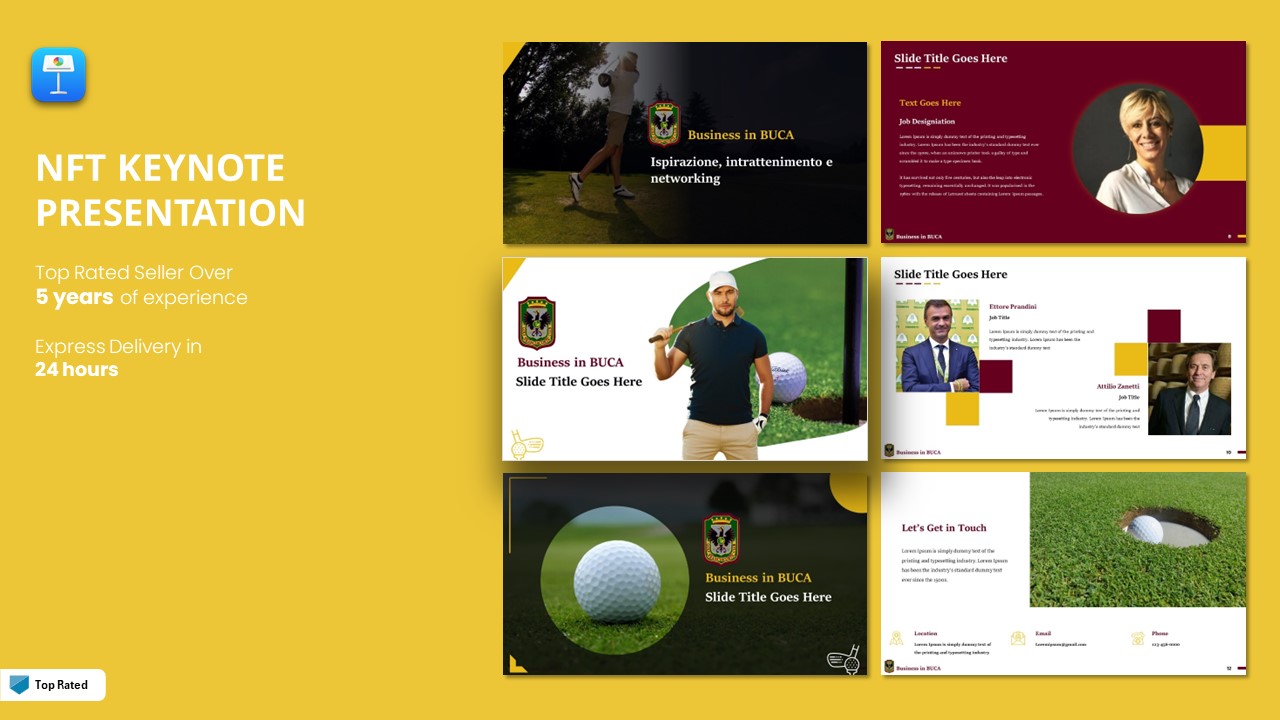 NFT KEYNOTE
PRESENTATION
Top Rated Seller Over
5 years of experience
Express Delivery in
24 hours
Top Rated
Business in BUCA
Ispirazione, intrattenimento e
networking
Slide Title Goes Here
Text Goes Here
Job Designiation
Lorem Ipsum is simply dummy text of the printing and typesetting
industry. Lorem Ipsum has been the industry's standard dummy text ever
since the 1500s, when an unknown printer took a galley of type and
scrambled it to make a type specimen book.
It has survived not only five centuries, but also the leap into electronic
typesetting, remaining essentially unchanged. It was popularised in the
1960s with the release of Letraset sheets containing Lorem Ipsum passages.
Business in BUCA
Business in BUCA
Slide Title Goes Here
Slide Title Goes Here
Ettore Prandini
Job Title
Lorem Ipsum is simply dummy text of the printing and
typesetting industry. Lorem Ipsum has been the
industry's standard dummy text
Attilio Zanetti
Job Title
Lorem Ipsum is simply dummy text of the printing and
typesetting industry. Lorem Ipsum has been the
industry's standard dummy text
Business in BUCA
10
Business in BUCA
Slide Title Goes Here
Let's Get in Touch
Lorem Ipsum is simply dummy text of the
printing and typesetting industry. Lorem Ipsum
has been the industry's standard dummy text
ever since the 1500s.
Location
Lorem Ipsum is simply dummy text of
the printing and typesetting industry
Email
Loremipsum@gmail.com
Phone
123-456-0000
Business in BUCA
12